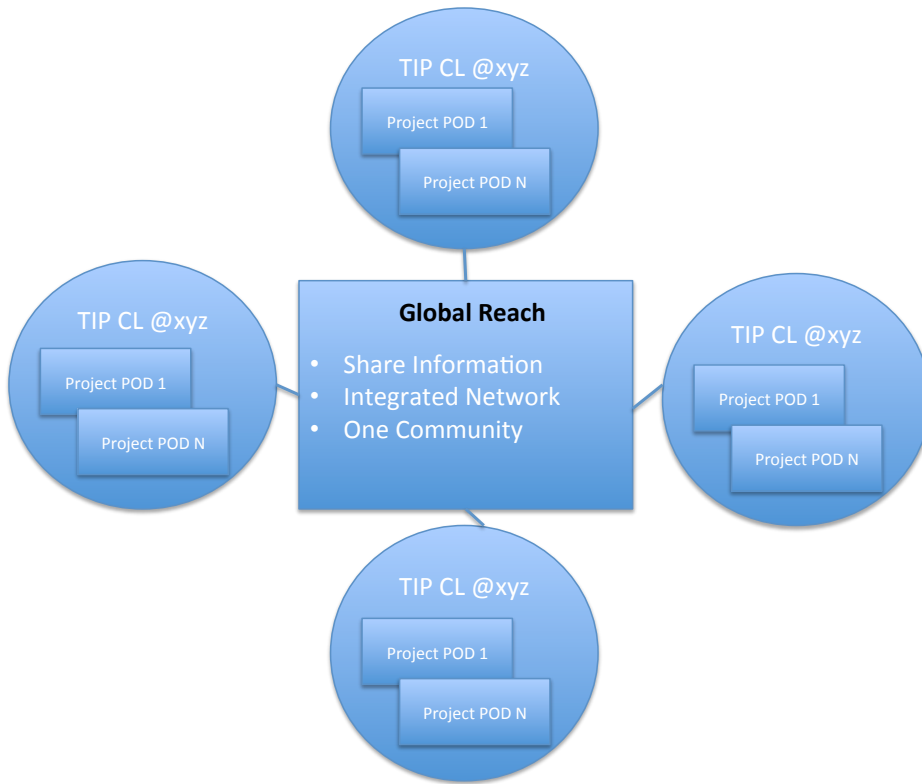 TIP CL @xyz
Project POD 1
Project POD N
Global Reach
• Share Information
• Integrated Network
• One Community
TIP CL @xyz
Project POD 1
Project POD N
TIP CL @xyz
Project POD 1
Project POD N
TIP CL @xyz
Project POD 1
Project POD N